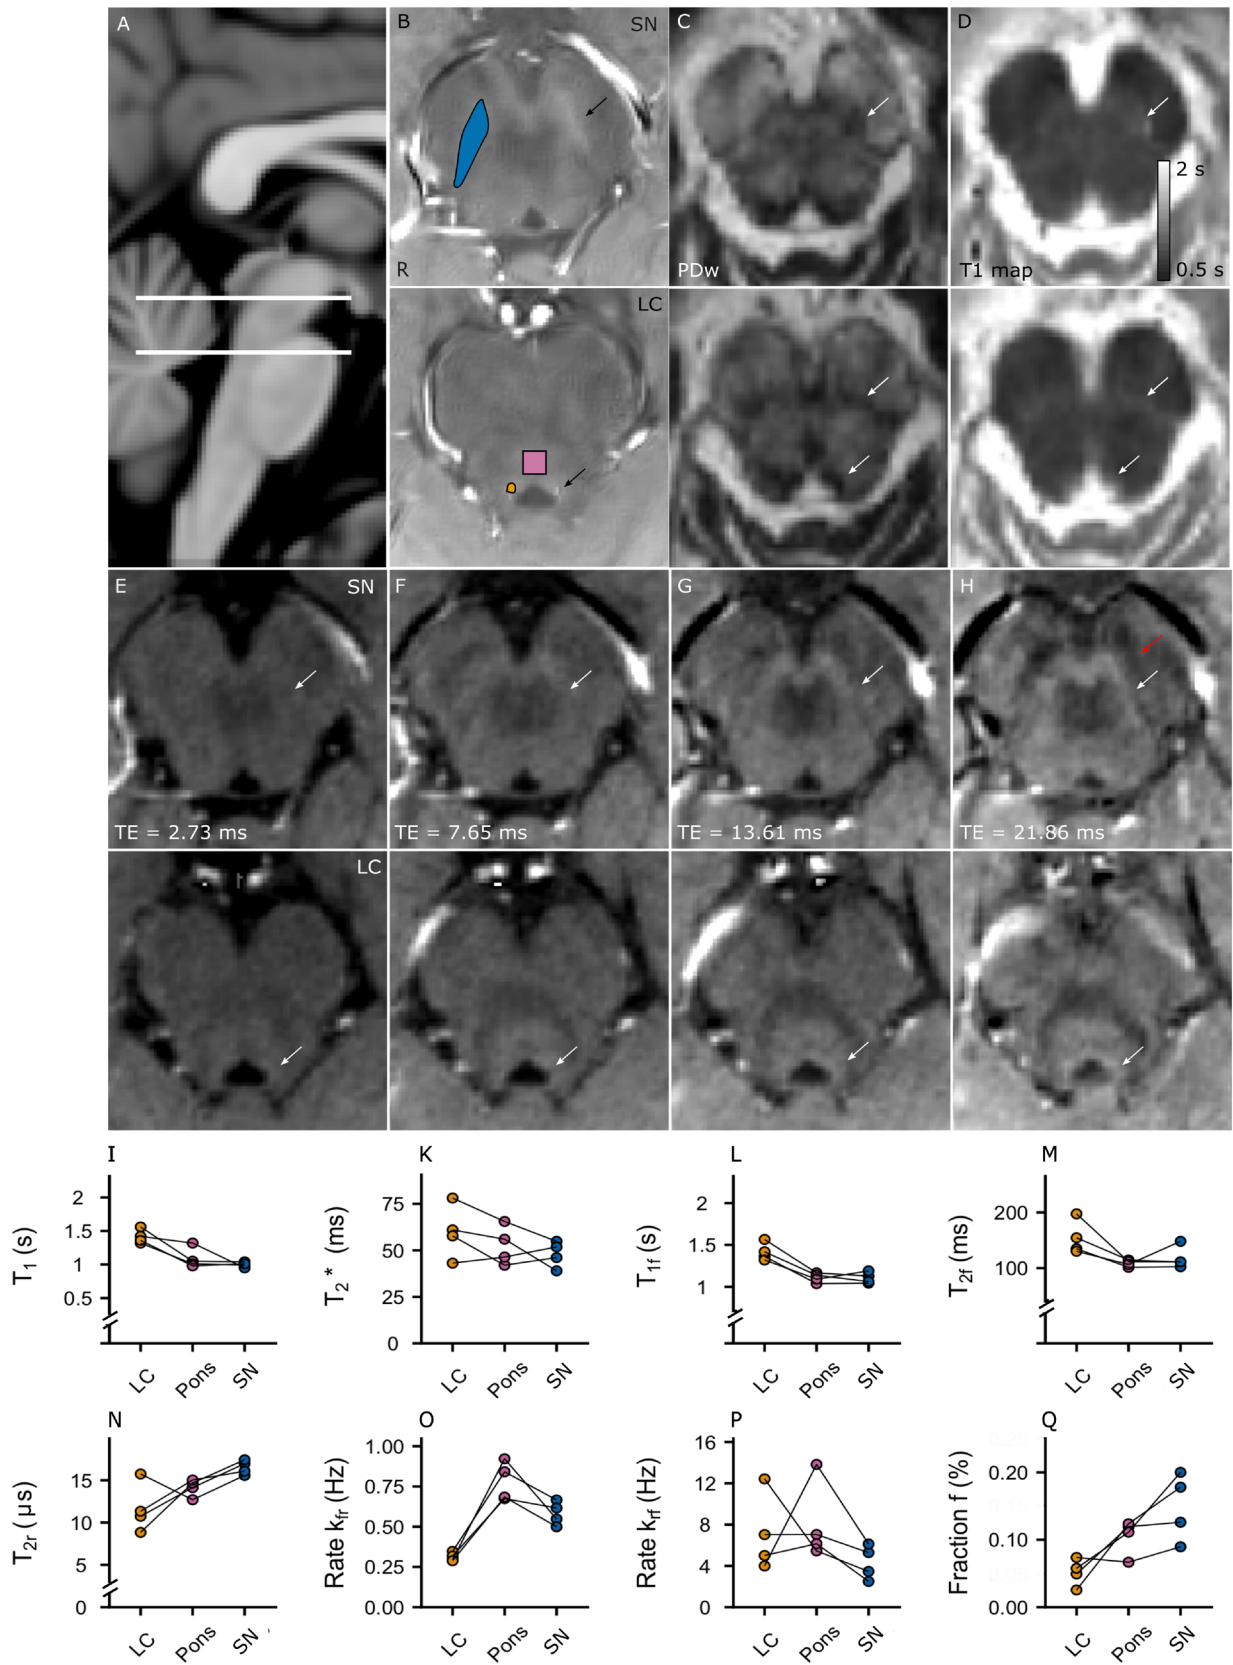 A
B
SN
C
D
R
PDw
2 s
T1 map
0.5 s
LC
E
SN
F
G
H
TE = 2.73 ms
TE = 7.65 ms
TE = 13.61 ms
TE = 21.86 ms
LC
I
T1 (s)
2
1.5
1
0.5
LC
Pons
SN
K
T2 * (ms)
75
50
25
0
LC
Pons
SN
L
T1f (s)
2
1.5
1
LC
Pons
SN
M
T2f (ms)
200
100
LC
Pons
SN
N
T2r (µs)
15
10
5
0
LC
Pons
SN
O
Rate kfr (Hz)
1.00
0.75
0.50
0.25
0.00
LC
Pons
SN
P
Rate krf (Hz)
16
12
8
4
0
LC
Pons
SN
Q
Fraction f (%)
0.20
0.10
0.00
LC
Pons
SN